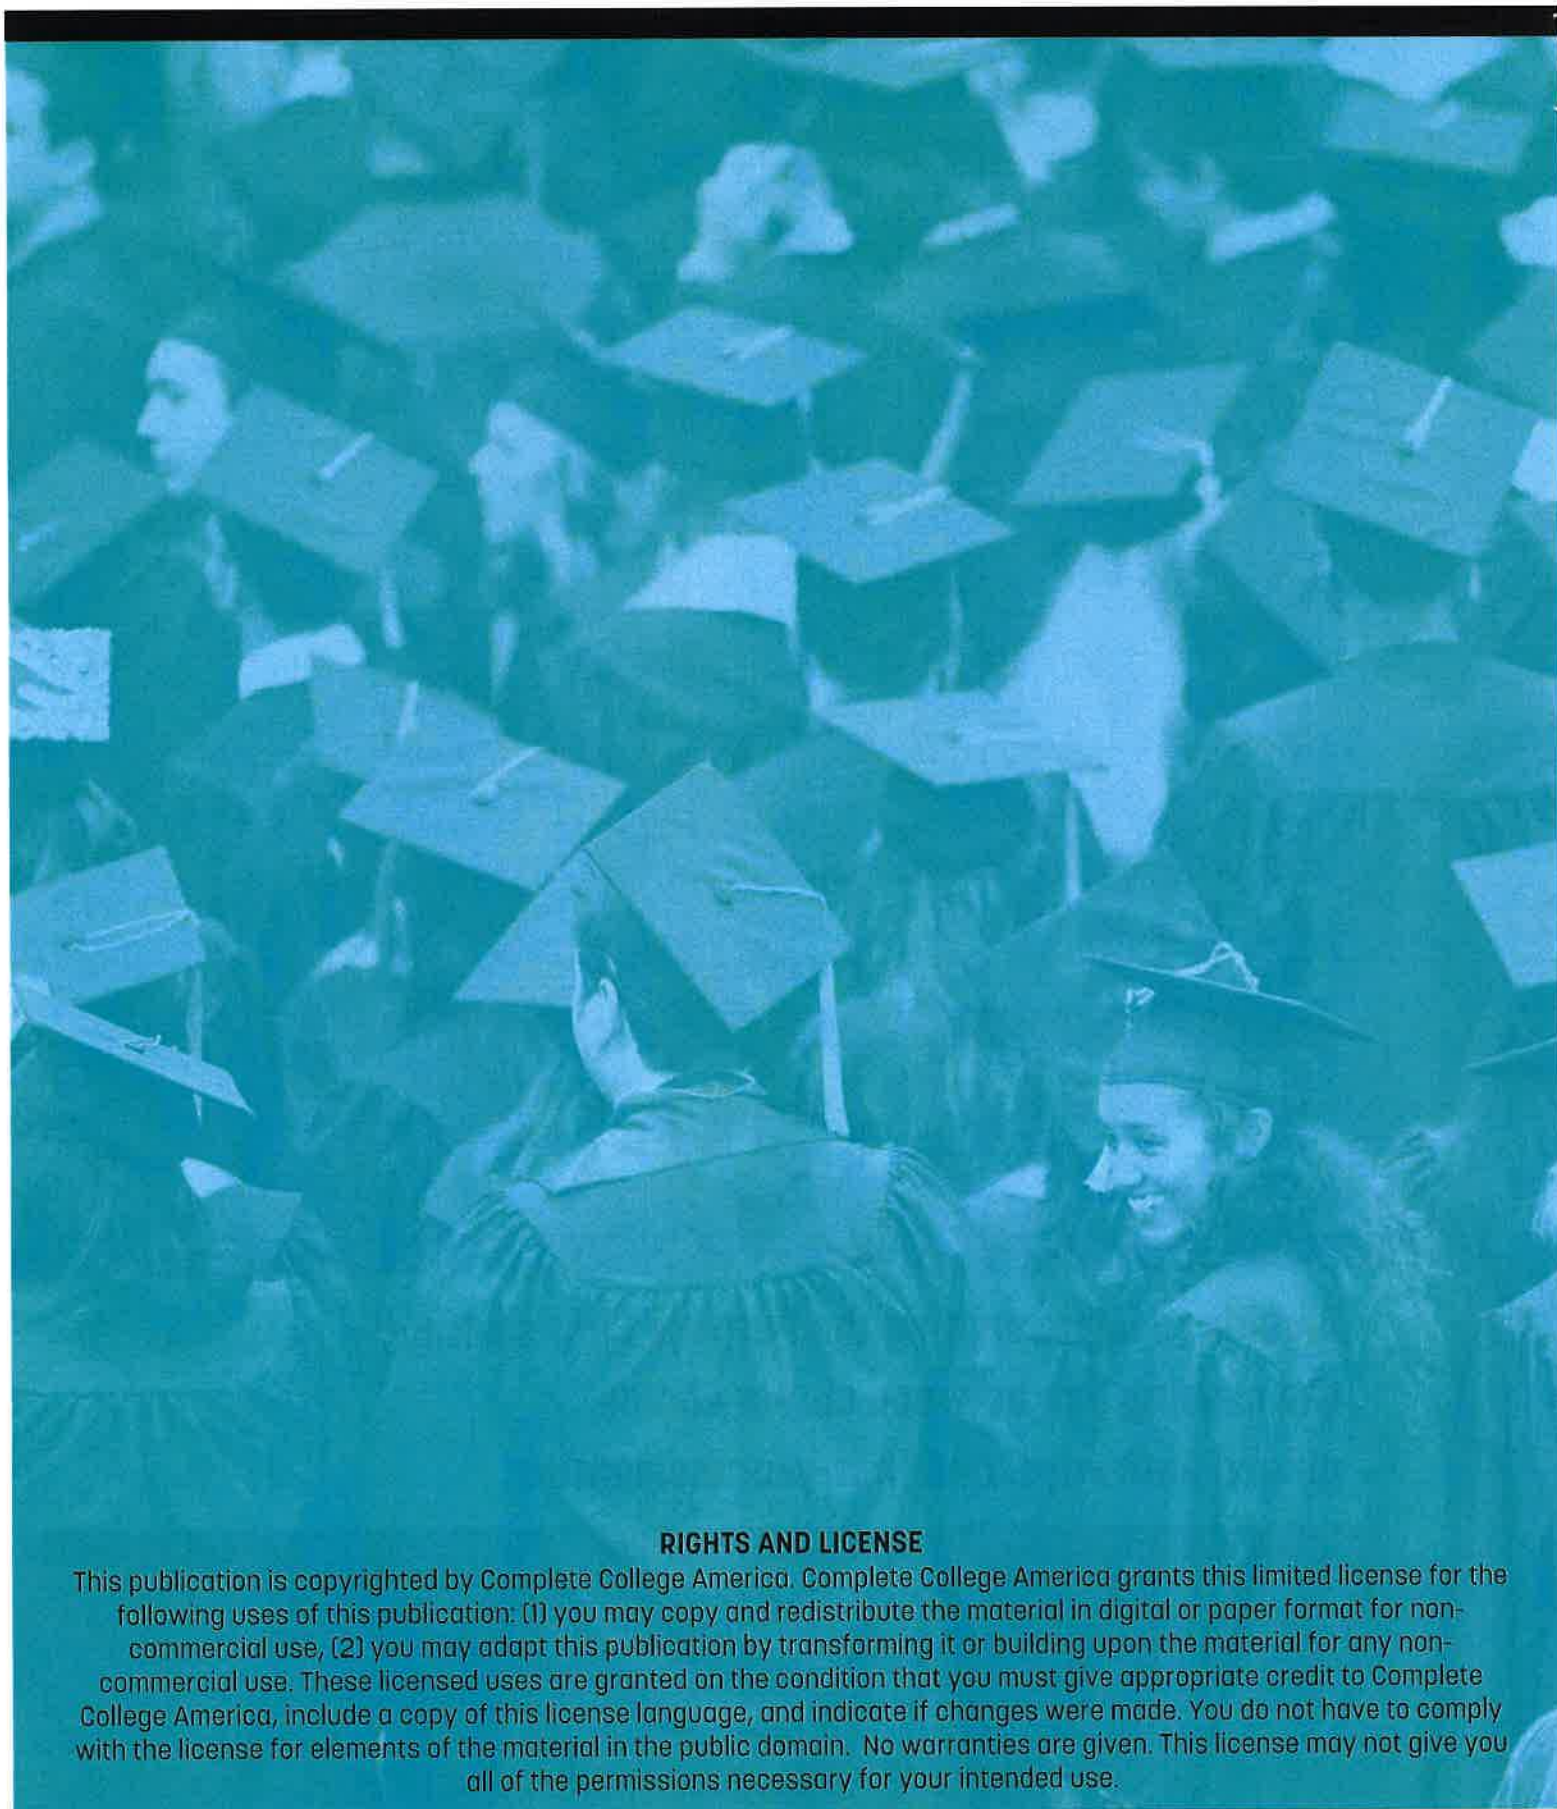 RIGHTS AND LICENSE
This publication is copyrighted by Complete College America. Complete College America grants this limited license for the
following uses of this publication: (1) you may copy and redistribute the material in digital or paper format for non-
commercial use, (2) you may adapt this publication by transforming it or building upon the material for any non-
commercial use. These licensed uses are granted on the condition that you must give appropriate credit to Complete
College America, include a copy of this license language, and indicate if changes were made. You do not have to comply
with the license for elements of the material in the public domain. No warranties are given. This license may not give you
all of the permissions necessary for your intended use.